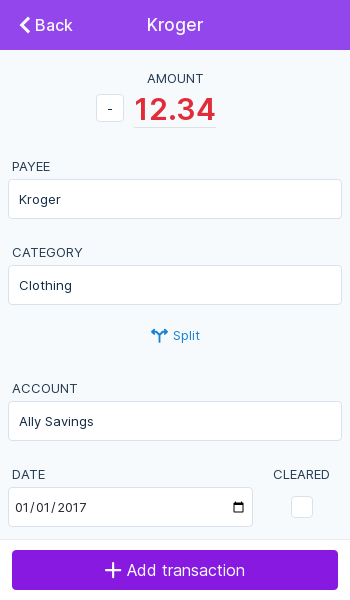 Back
Kroger
AMOUNT
- 12.34
PAYEE
Kroger
CATEGORY
Clothing
Split
ACCOUNT
Ally Savings
DATE
CLEARED
01/01/2017
Add transaction